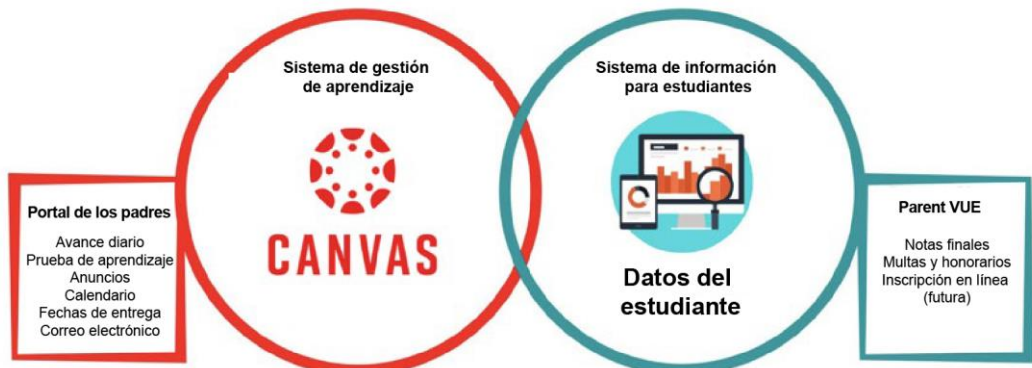 Sistema de gestión
de aprendizaje
CANVAS
Sistema de información
para estudiantes
Datos del
estudiante
Portal de los padres
Avance diario
Prueba de aprendizaje
Anuncios
Calendario
Fechas de entrega
Correo electrónico
Parent VUE
Notas finales
Multas y honorarios
Inscripción en línea
(futura)